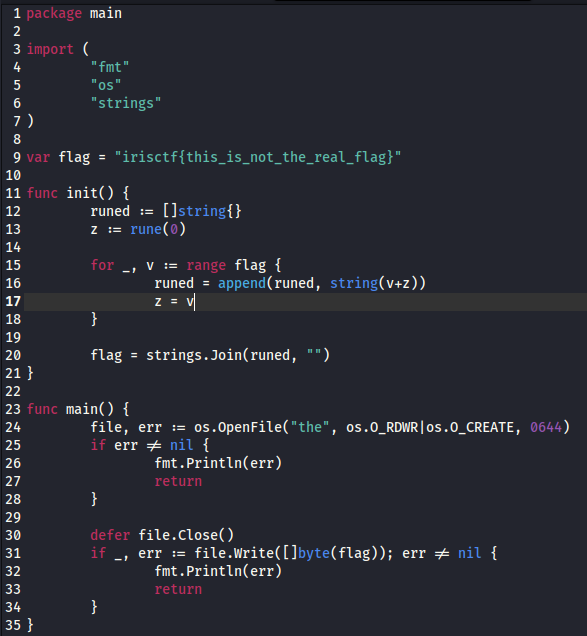 1 package main
2
3 import (
4 "fmt"
5 "os"
6 "strings"
7 )
8
9 var flag = "irisctf{this_is_not_the_real_flag}"
10
11 func init() {
12 runed := []string{}
13 z := rune(0)
14
15 for _, v := range flag {
16 runed = append(runed, string(v+z))
17 z = v
18 }
19
20 flag = strings.Join(runed, "")
21 }
22
23 func main() {
24 file, err := os.OpenFile("the", os.O_RDWR|os.O_CREATE, 0644)
25 if err ≠ nil {
26 fmt.Println(err)
27 return
28 }
29
30 defer file.Close()
31 if _, err := file.Write([]byte(flag)); err ≠ nil {
32 fmt.Println(err)
33 return
34 }
35 }